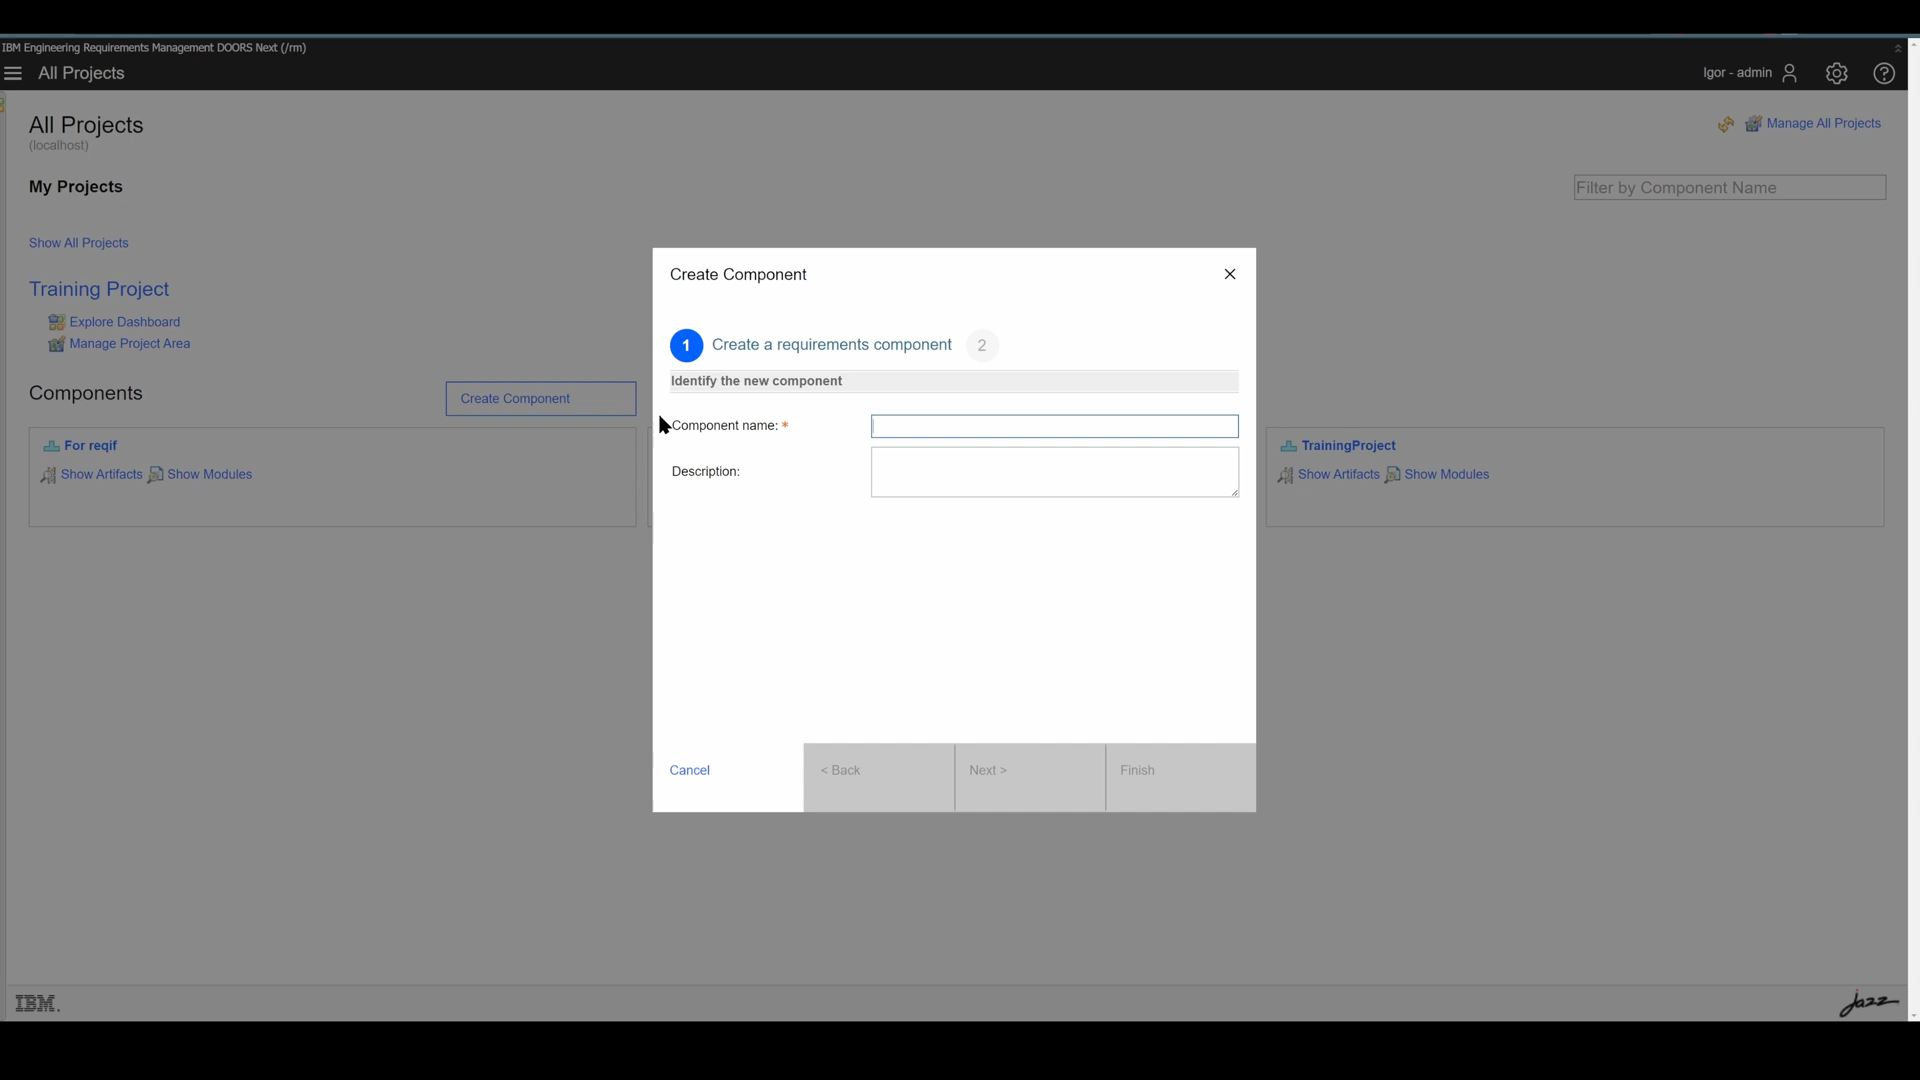 IBM Engineering Requirements Management DOORS Next (/rm)
All Projects
Igor - admin
All Projects
(localhost)
Manage All Projects
My Projects
Filter by Component Name
Show All Projects
Training Project
Explore Dashboard
Manage Project Area
Components
Create Component
For reqif
Show Artifacts Show Modules
Create Component
1 Create a requirements component 2
Identify the new component
Component name: *
Description:
Cancel
< Back
Next >
Finish
TrainingProject
Show Artifacts Show Modules
IBM.
jazz